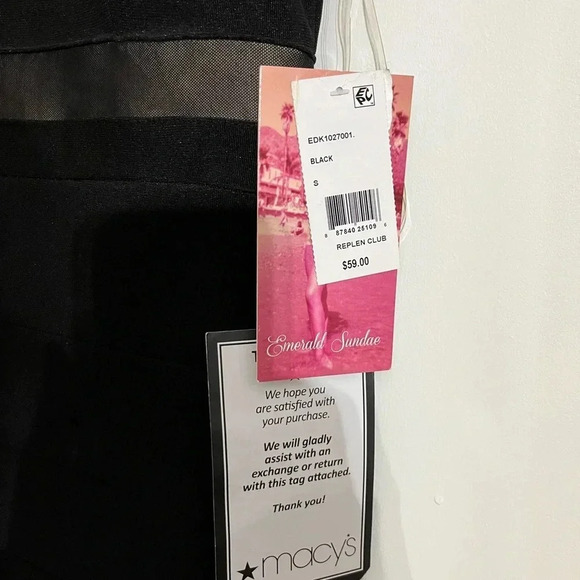 EPC
EDK1027001.
BLACK
S
87840 25109
REPLEN CLUB
$59.00
Emerald Sundae
We hope you
are satisfied with
your purchase.
We will gladly
assist with an
exchange or return
with this tag attached.
Thank you!
★macy's